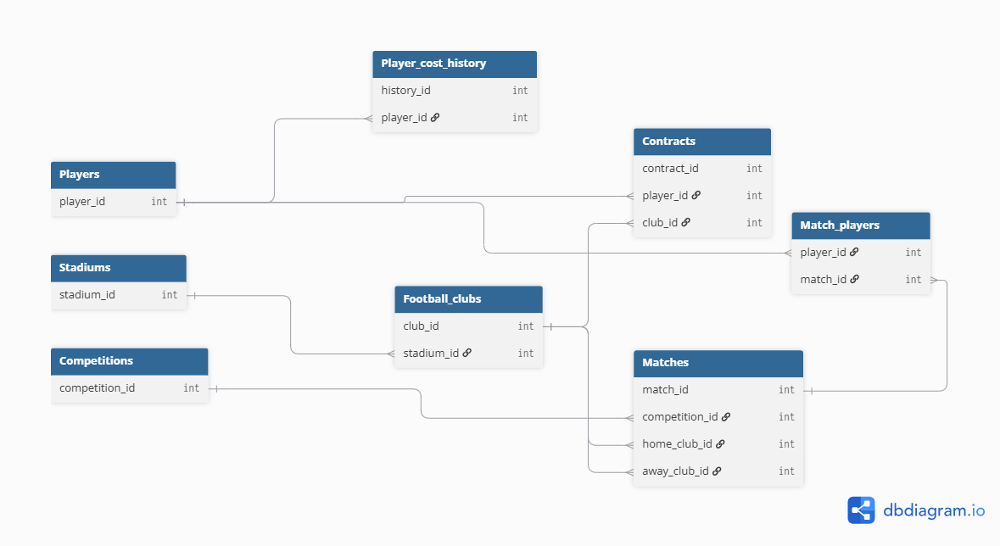 Player_cost_history
history_id int
player_id int
Contracts
contract_id int
player_id int
club_id int
Players
player_id int
Match_players
player_id int
match_id int
Stadiums
stadium_id int
Football_clubs
club_id int
stadium_id int
Competitions
competition_id int
Matches
match_id int
competition_id int
home_club_id int
away_club_id int
dbdiagram.io